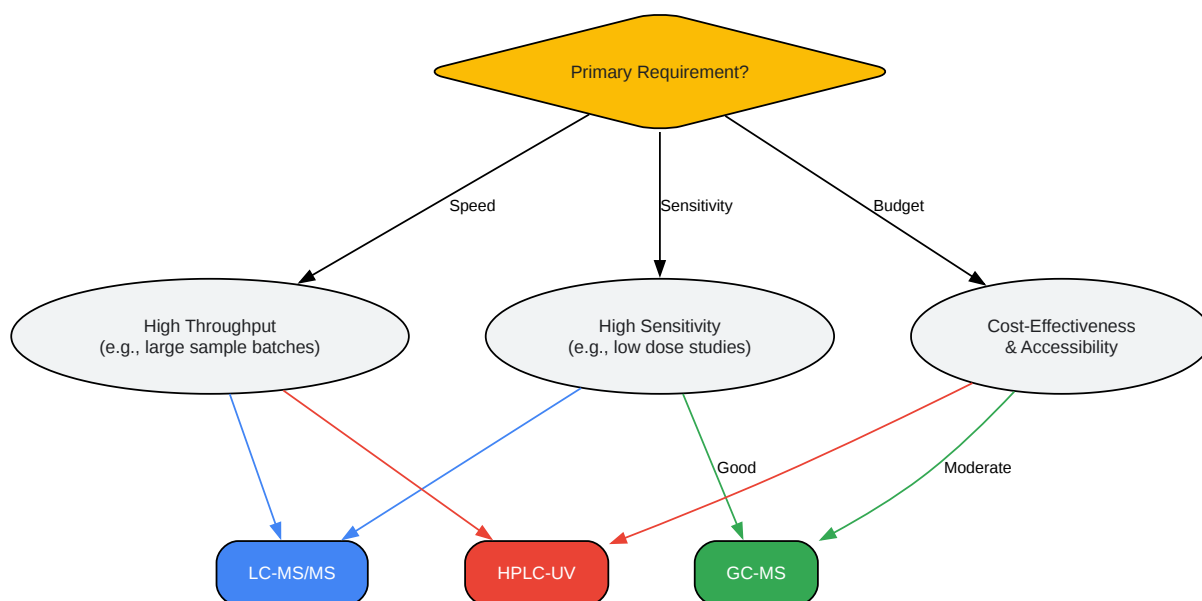 Primary Requirement?
Speed
Sensitivity
Budget
High Throughput
(e.g., large sample batches)
High Sensitivity
(e.g., low dose studies)
Cost-Effectiveness
& Accessibility
Good
Moderate
LC-MS/MS
HPLC-UV
GC-MS